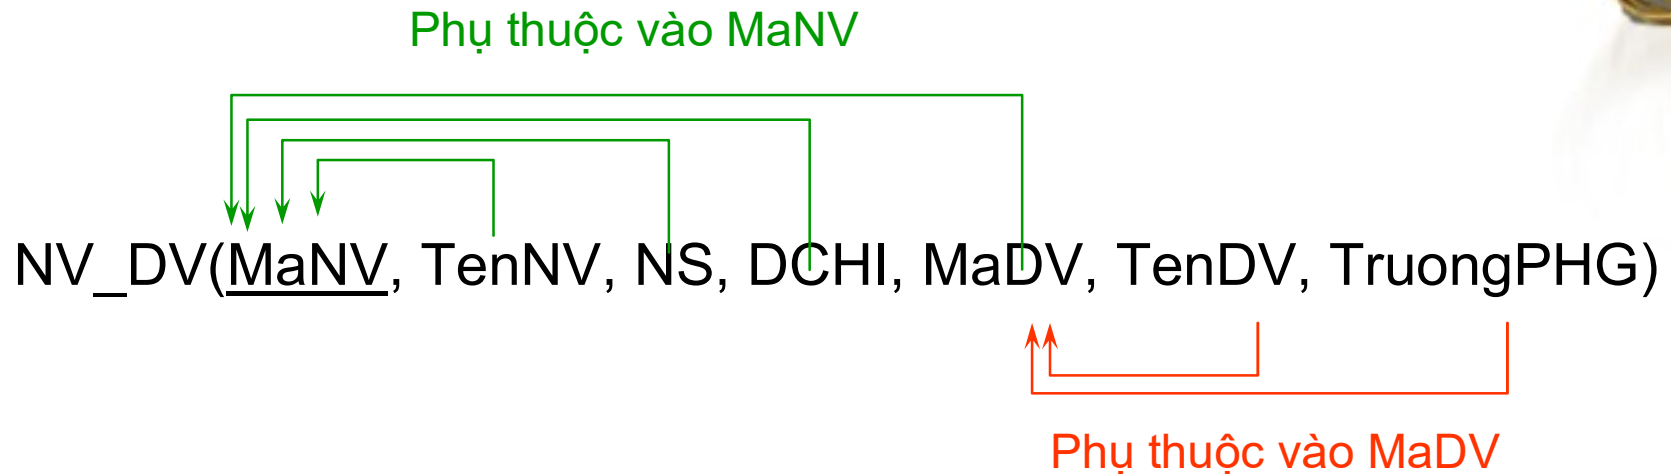 Phụ thuộc vào MaNV
NV_DV(MaNV, TenNV, NS, DCHI, MaDV, TenDV, TruongPHG)
Phụ thuộc vào MaDV